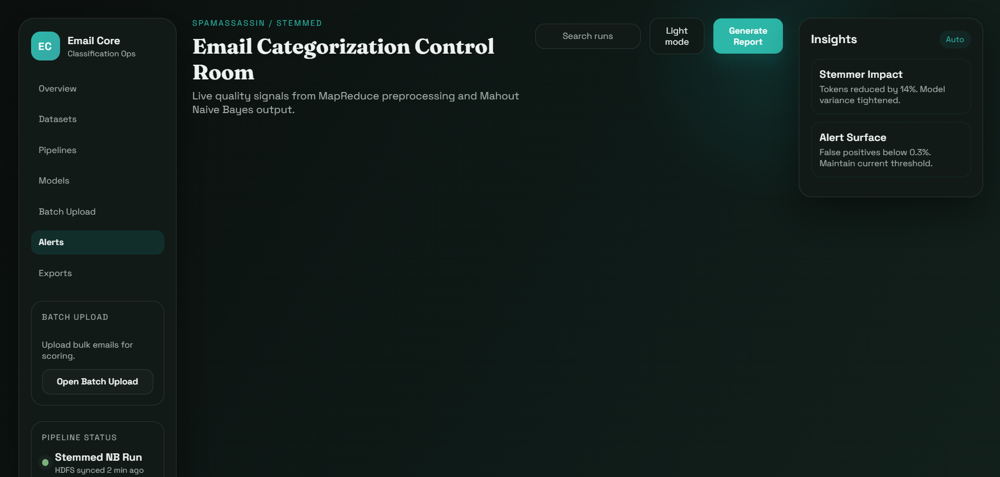 EC
Email Core
Classification Ops
Overview
Datasets
Pipelines
Models
Batch Upload
Alerts
Exports
BATCH UPLOAD
Upload bulk emails for
scoring.
Open Batch Upload
PIPELINE STATUS
Stemmed NB Run
HDFS synced 2 min ago
SPAMASSASSIN / STEMMED
Email Categorization Control
Room
Live quality signals from MapReduce preprocessing and Mahout
Naive Bayes output.
Search runs
Light
mode
Generate
Report
Insights
Auto
Stemmer Impact
Tokens reduced by 14%. Model
variance tightened.
Alert Surface
False positives below 0.3%.
Maintain current threshold.